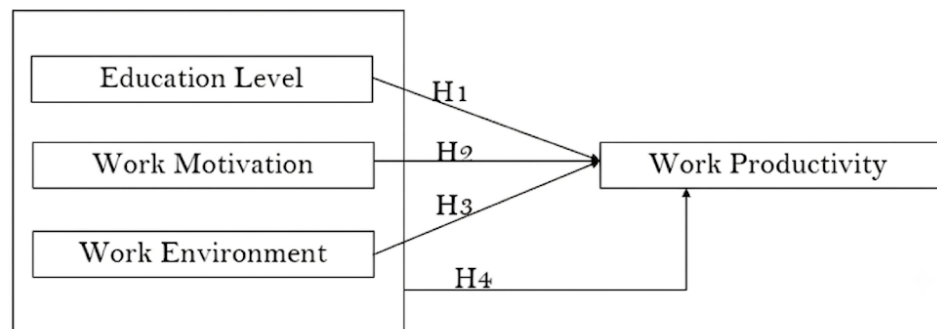 Education Level
H1
Work Motivation
H2
Work Productivity
H3
Work Environment
H4